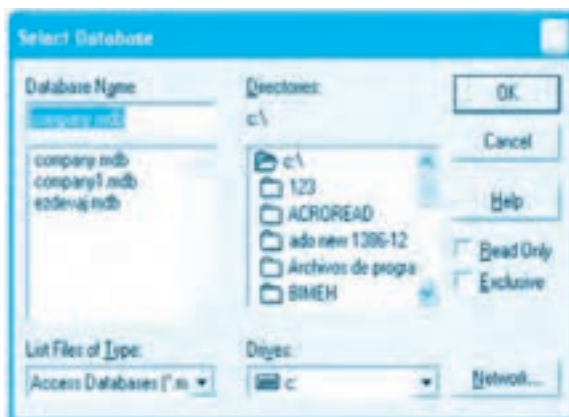 Select Database
Database Name
company.mdb
company.mdb
company1.mdb
ezdevaj.mdb
List Files of Type:
Access Databases (*.m
Directories:
c:\
c:\
123
ACROREAD
ado new 1386-12
Archivos de progra
BIMEH
Drives:
c:
OK
Cancel
Help
Read Only
Exclusive
Network...